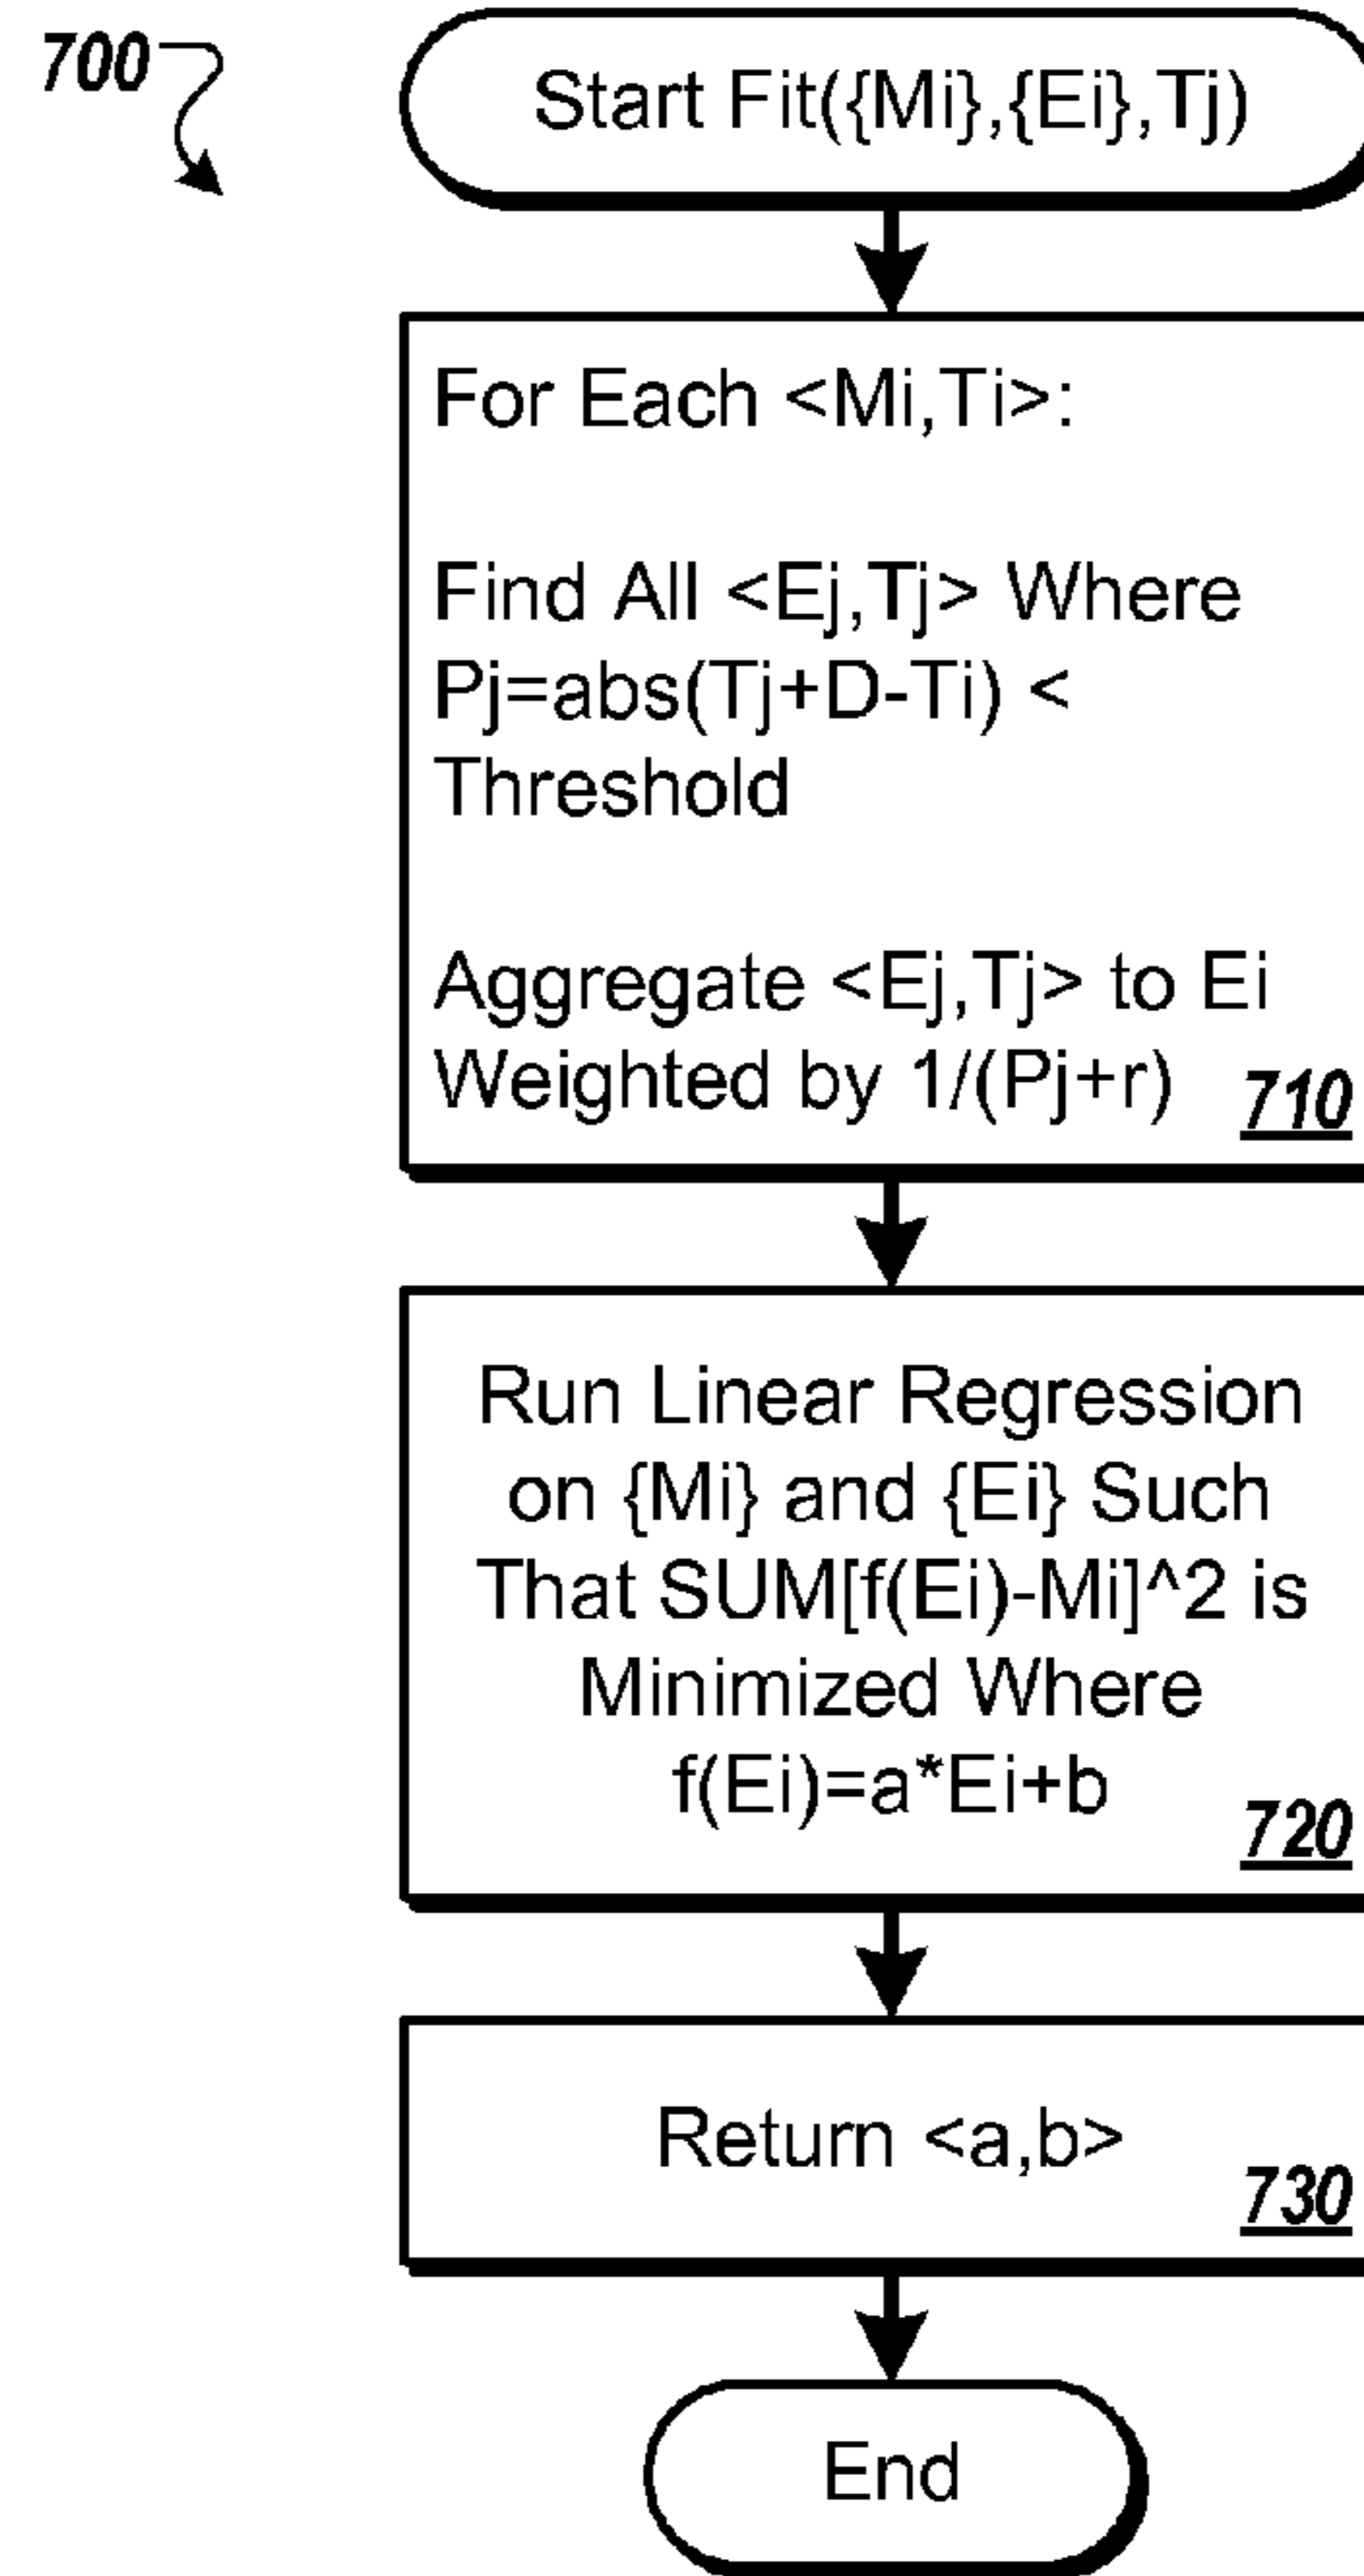 700
Start Fit({Mi},{Ei},Tj)
For Each <Mi,Ti>:
Find All <Ej,Tj> Where
Pj=abs(Tj+D-Ti) <
Threshold
Aggregate <Ej,Tj> to Ei
Weighted by 1/(Pj+r)
710
Run Linear Regression
on {Mi} and {Ei} Such
That SUM[f(Ei)-Mi]^2 is
Minimized Where
f(Ei)=a*Ei+b
720
Return <a,b>
730
End